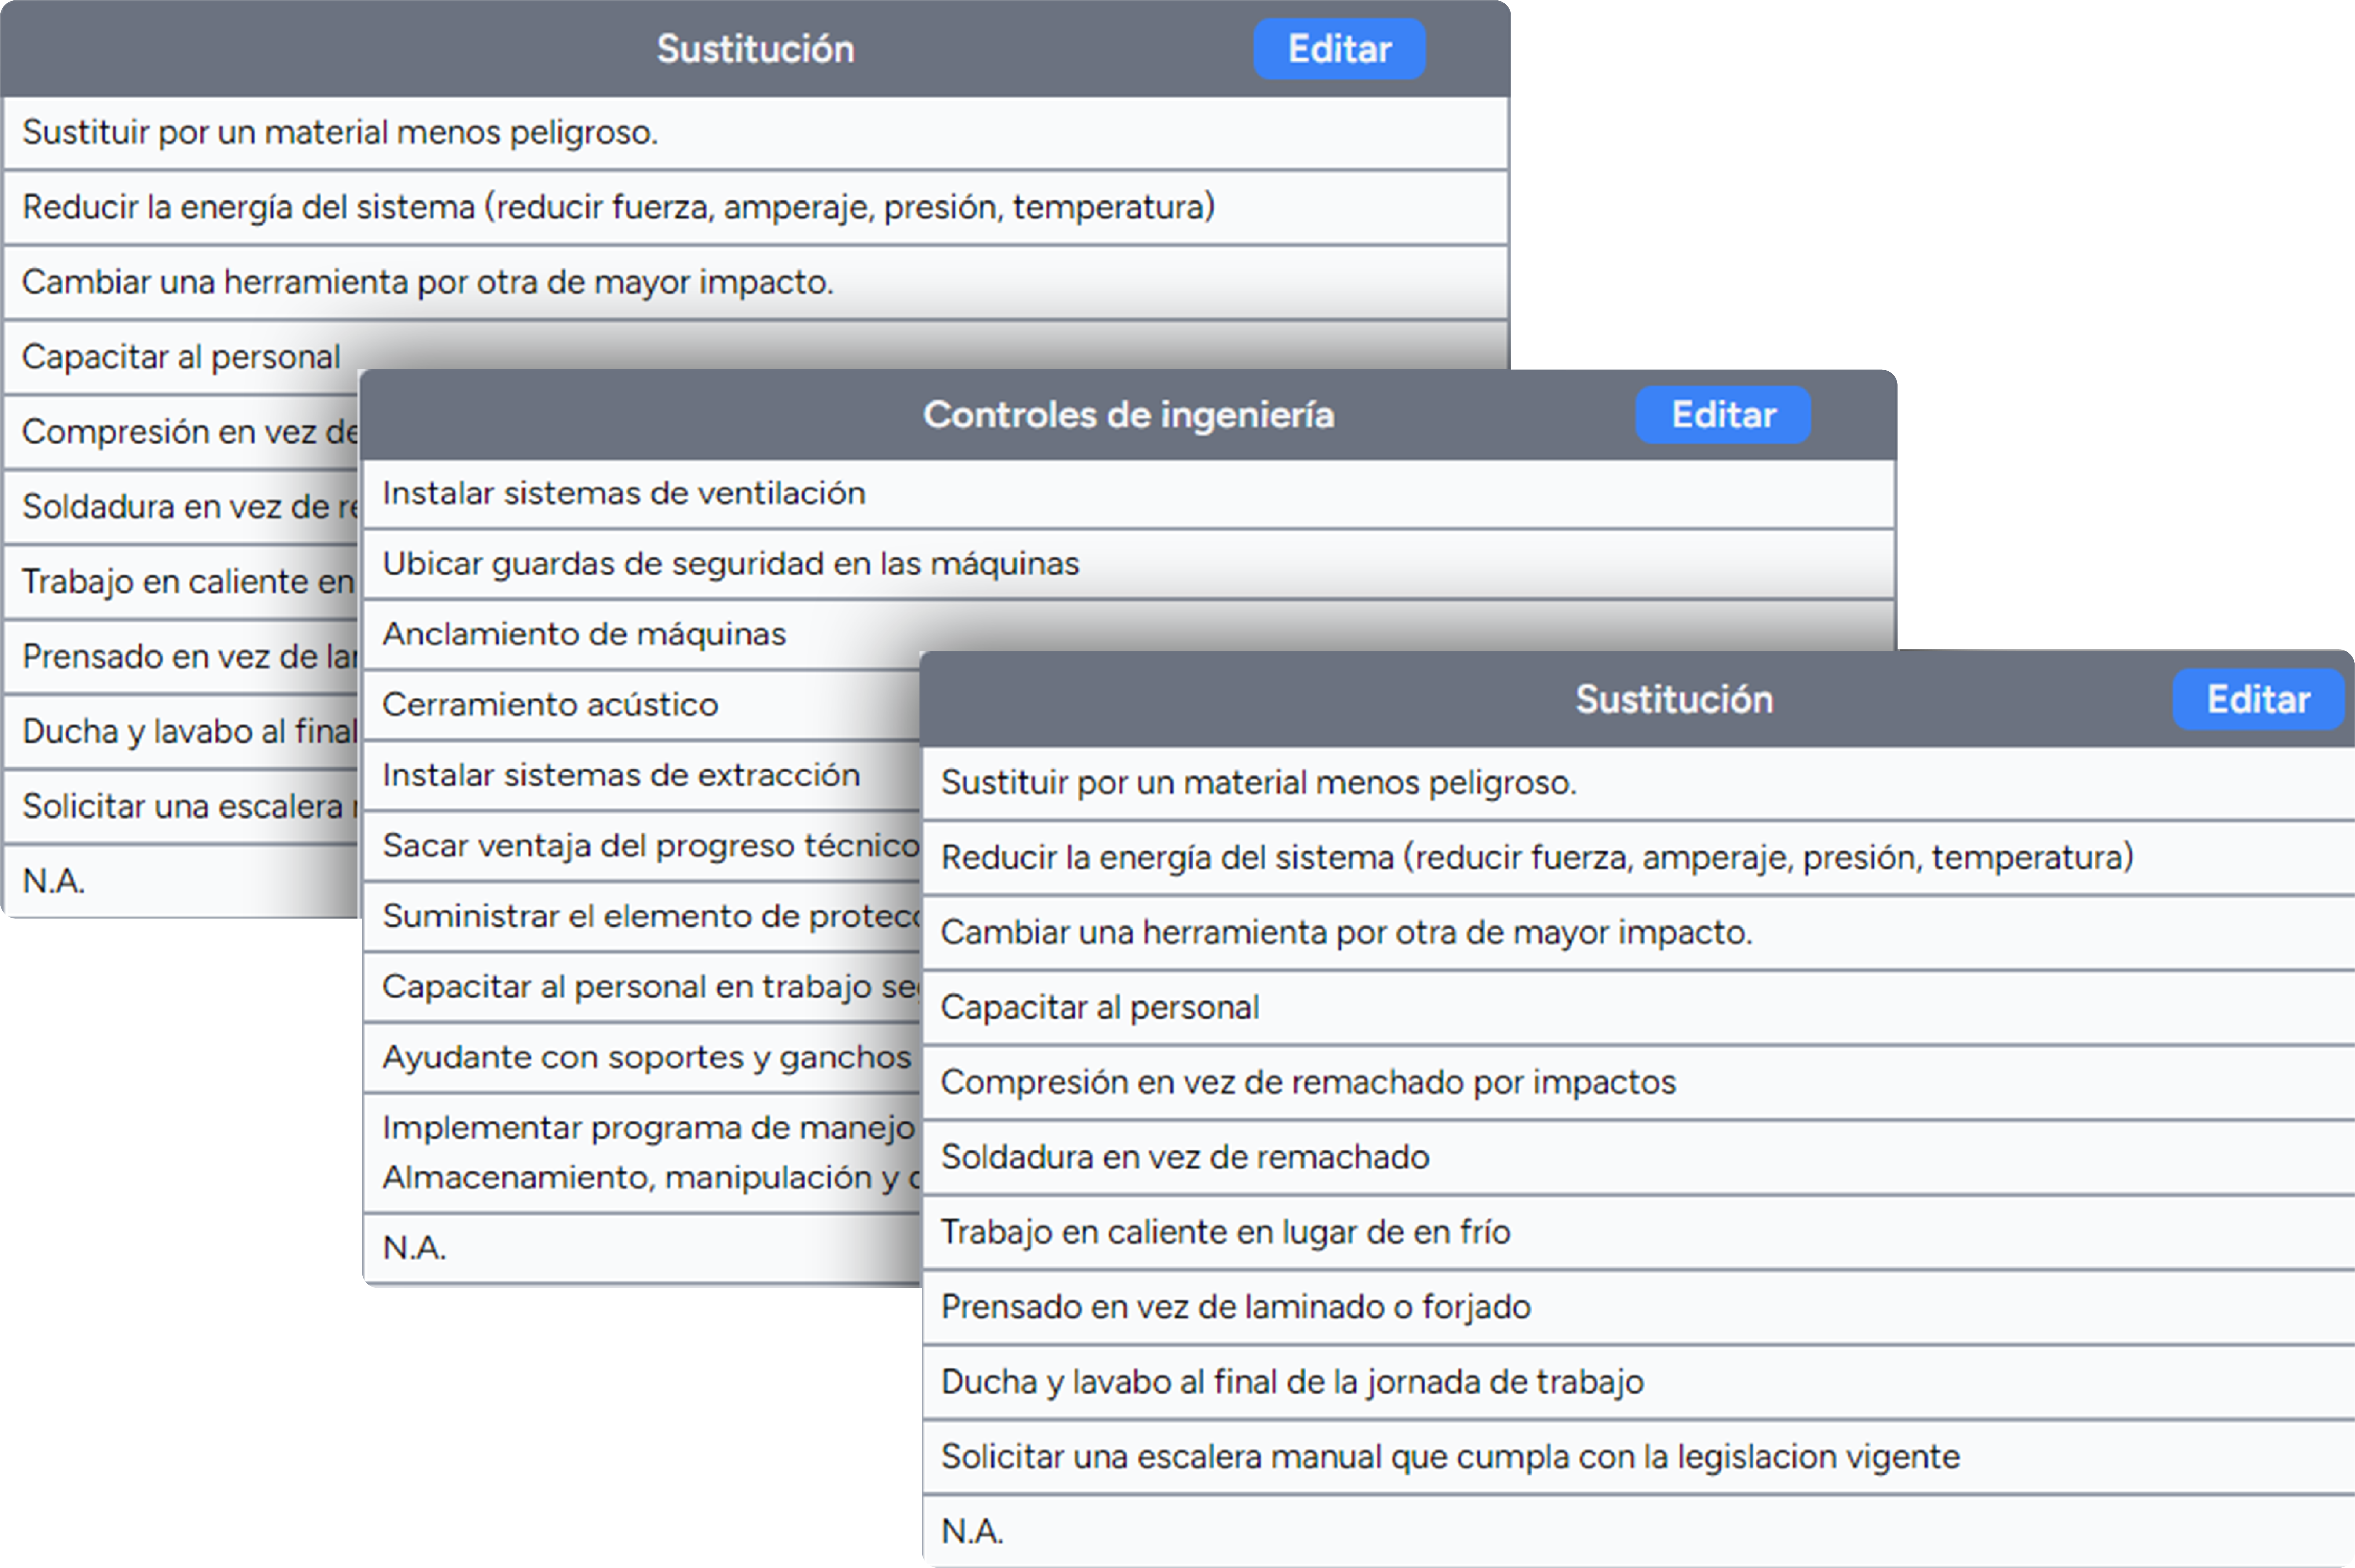 Sustitución
Editar
Sustituir por un material menos peligroso.
Reducir la energía del sistema (reducir fuerza, amperaje, presión, temperatura)
Cambiar una herramienta por otra de mayor impacto.
Capacitar al personal
Compresión en vez de
Soldadura en vez de
Trabajo en caliente en
Prensado en vez de
Ducha y lavabo al final
Solicitar una escalera
N.A.
Controles de ingeniería
Editar
Instalar sistemas de ventilación
Ubicar guardas de seguridad en las máquinas
Anclamiento de máquinas
Cerramiento acústico
Instalar sistemas de extracción
Sacar ventaja del progreso técnico
Suministrar el elemento de
Capacitar al personal en trabajo
Ayudante con soportes y ganchos
Implementar programa de manejo
Almacenamiento, manipulación y
N.A.
Sustitución
Editar
Sustituir por un material menos peligroso.
Reducir la energía del sistema (reducir fuerza, amperaje, presión, temperatura)
Cambiar una herramienta por otra de mayor impacto.
Capacitar al personal
Compresión en vez de remachado por impactos
Soldadura en vez de remachado
Trabajo en caliente en lugar de en frío
Prensado en vez de laminado o forjado
Ducha y lavabo al final de la jornada de trabajo
Solicitar una escalera manual que cumpla con la legislacion vigente
N.A.